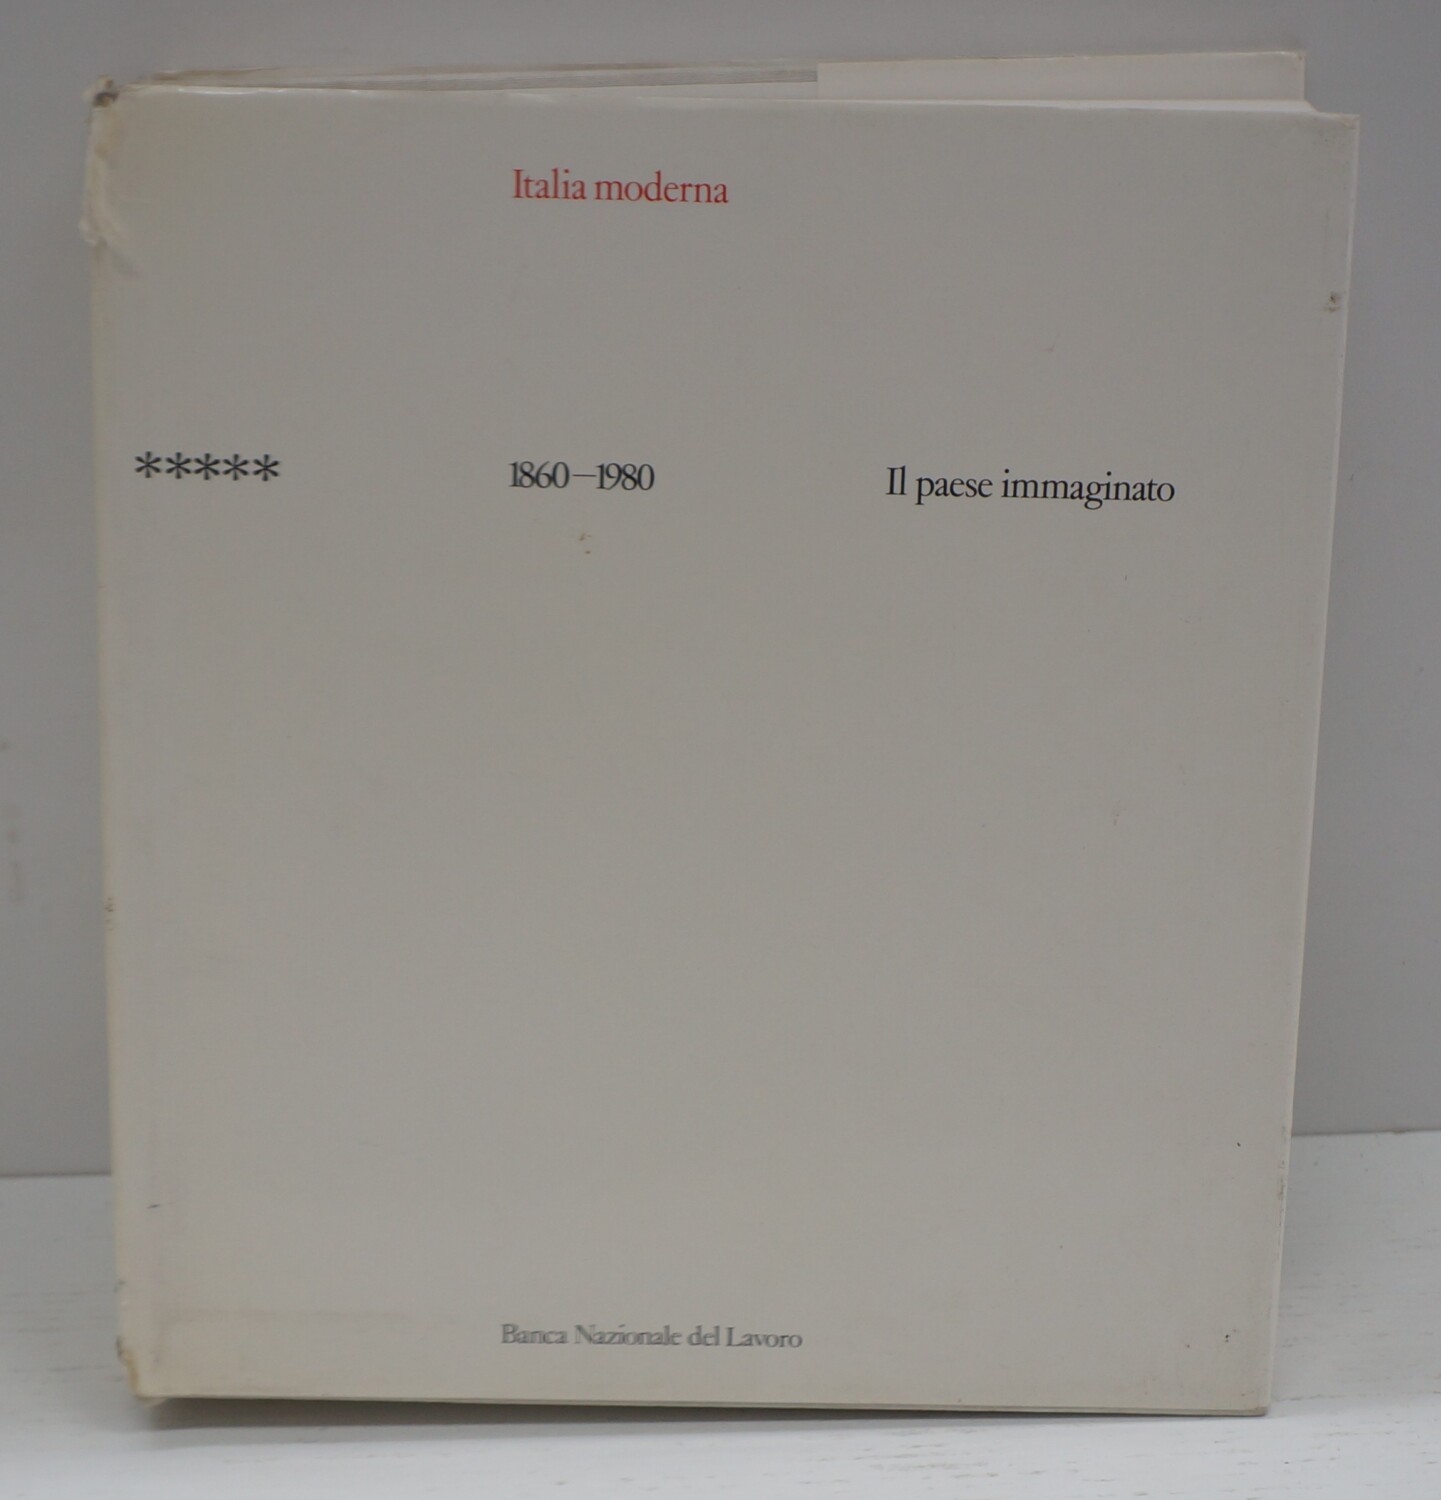 Italia moderna
***** 1860–1980 Il paese immaginato
Banca Nazionale del Lavoro